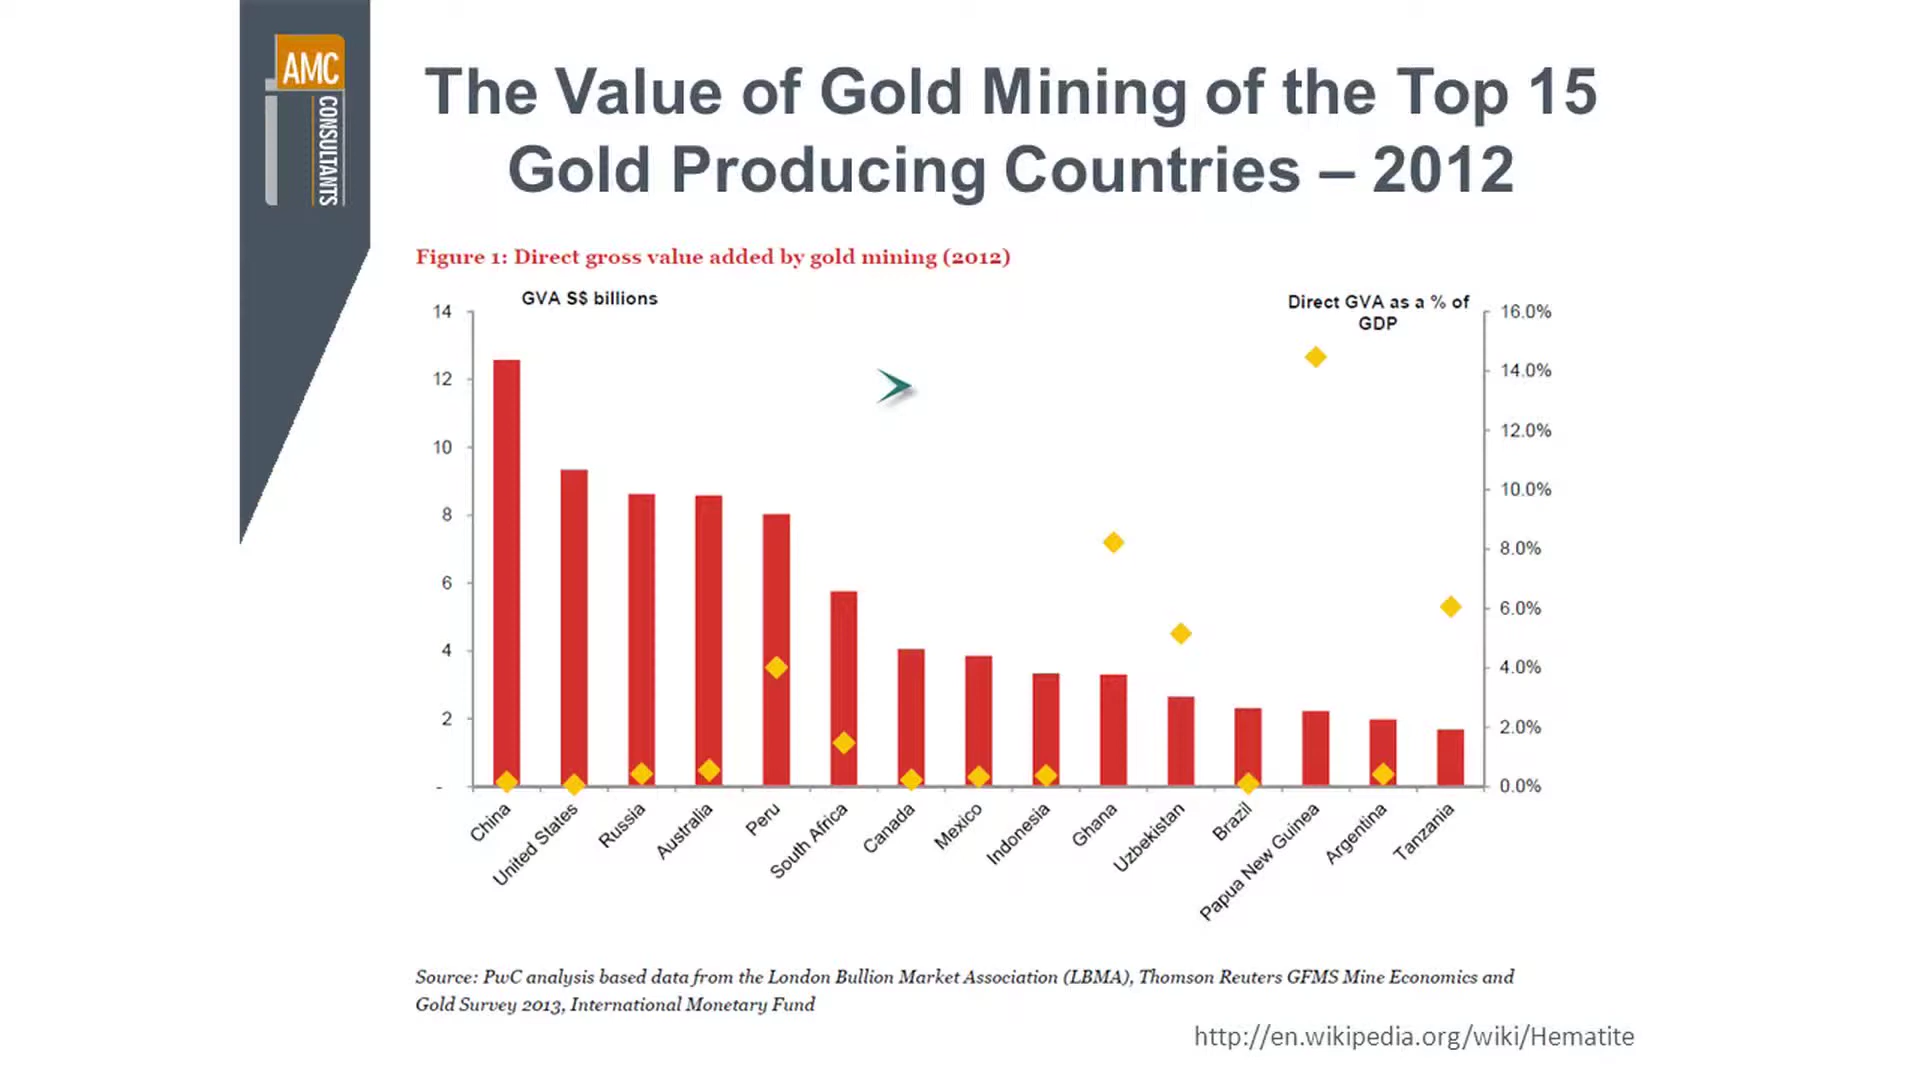 AMC
CONSULTANTS
The Value of Gold Mining of the Top 15
Gold Producing Countries – 2012
Figure 1: Direct gross value added by gold mining (2012)
GVA S$ billions
Direct GVA as a % of
GDP
14
12
10
8
6
4
2
-
16.0%
14.0%
12.0%
10.0%
8.0%
6.0%
4.0%
2.0%
0.0%
China
United States
Russia
Australia
Peru
South Africa
Canada
Mexico
Indonesia
Ghana
Uzbekistan
Brazil
Papua New Guinea
Argentina
Tanzania
Source: PwC analysis based data from the London Bullion Market Association (LBMA), Thomson Reuters GFMS Mine Economics and
Gold Survey 2013, International Monetary Fund
http://en.wikipedia.org/wiki/Hematite